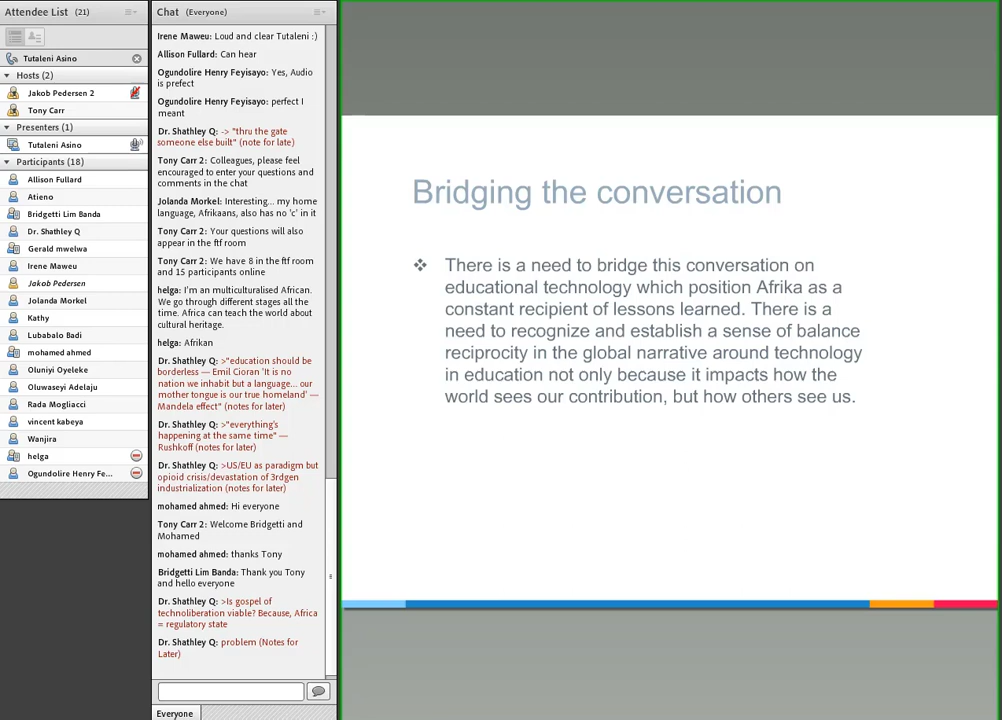 Attendee List (21)
Tutaleni Asino
Hosts (2)
Jakob Pedersen 2
Tony Carr
Presenters (1)
Tutaleni Asino
Participants (18)
Allison Fullard
Atieno
Bridgetti Lim Banda
Dr. Shathley Q
Gerald mwelwa
Irene Maweu
Jakob Pedersen
Jolanda Morkel
Kathy
Lubabalo Badi
mohamed ahmed
Oluniyi Oyeleke
Oluwaseyi Adelaju
Rada Mogliacci
vincent kabeya
Wanjira
helga
Ogundolire Henry Fe...
Chat (Everyone)
Irene Maweu: Loud and clear Tutaleni :)
Allison Fullard: Can hear
Ogundolire Henry Feyisayo: Yes, Audio
is prefect
Ogundolire Henry Feyisayo: perfect I
meant
Dr. Shathley Q: -> "thru the gate
someone else built" (note for late)
Tony Carr 2: Colleagues, please feel
encouraged to enter your questions and
comments in the chat
Jolanda Morkel: Interesting... my home
language, Afrikaans, also has no 'c' in it
Tony Carr 2: Your questions will also
appear in the ftf room
Tony Carr 2: We have 8 in the ftf room
and 15 participants online
helga: I'm an multiculturalised African.
We go through different stages all the
time. Africa can teach the world about
cultural heritage.
helga: Afrikan
Dr. Shathley Q: >"education should be
borderless — Emil Cioran 'It is no
nation we inhabit but a language... our
mother tongue is our true homeland' —
Mandela effect" (notes for later)
Dr. Shathley Q: >"everything's
happening at the same time" —
Rushkoff (notes for later)
Dr. Shathley Q: >US/EU as paradigm but
opioid crisis/devastation of 3rdgen
industrialization (notes for later)
mohamed ahmed: Hi everyone
Tony Carr 2: Welcome Bridgetti and
Mohamed
mohamed ahmed: thanks Tony
Bridgetti Lim Banda: Thank you Tony
and hello everyone
Dr. Shathley Q: >Is gospel of
technoliberation viable? Because, Africa
= regulatory state
Dr. Shathley Q: problem (Notes for
Later)
Everyone
Bridging the conversation
There is a need to bridge this conversation on
educational technology which position Afrika as a
constant recipient of lessons learned. There is a
need to recognize and establish a sense of balance
reciprocity in the global narrative around technology
in education not only because it impacts how the
world sees our contribution, but how others see us.